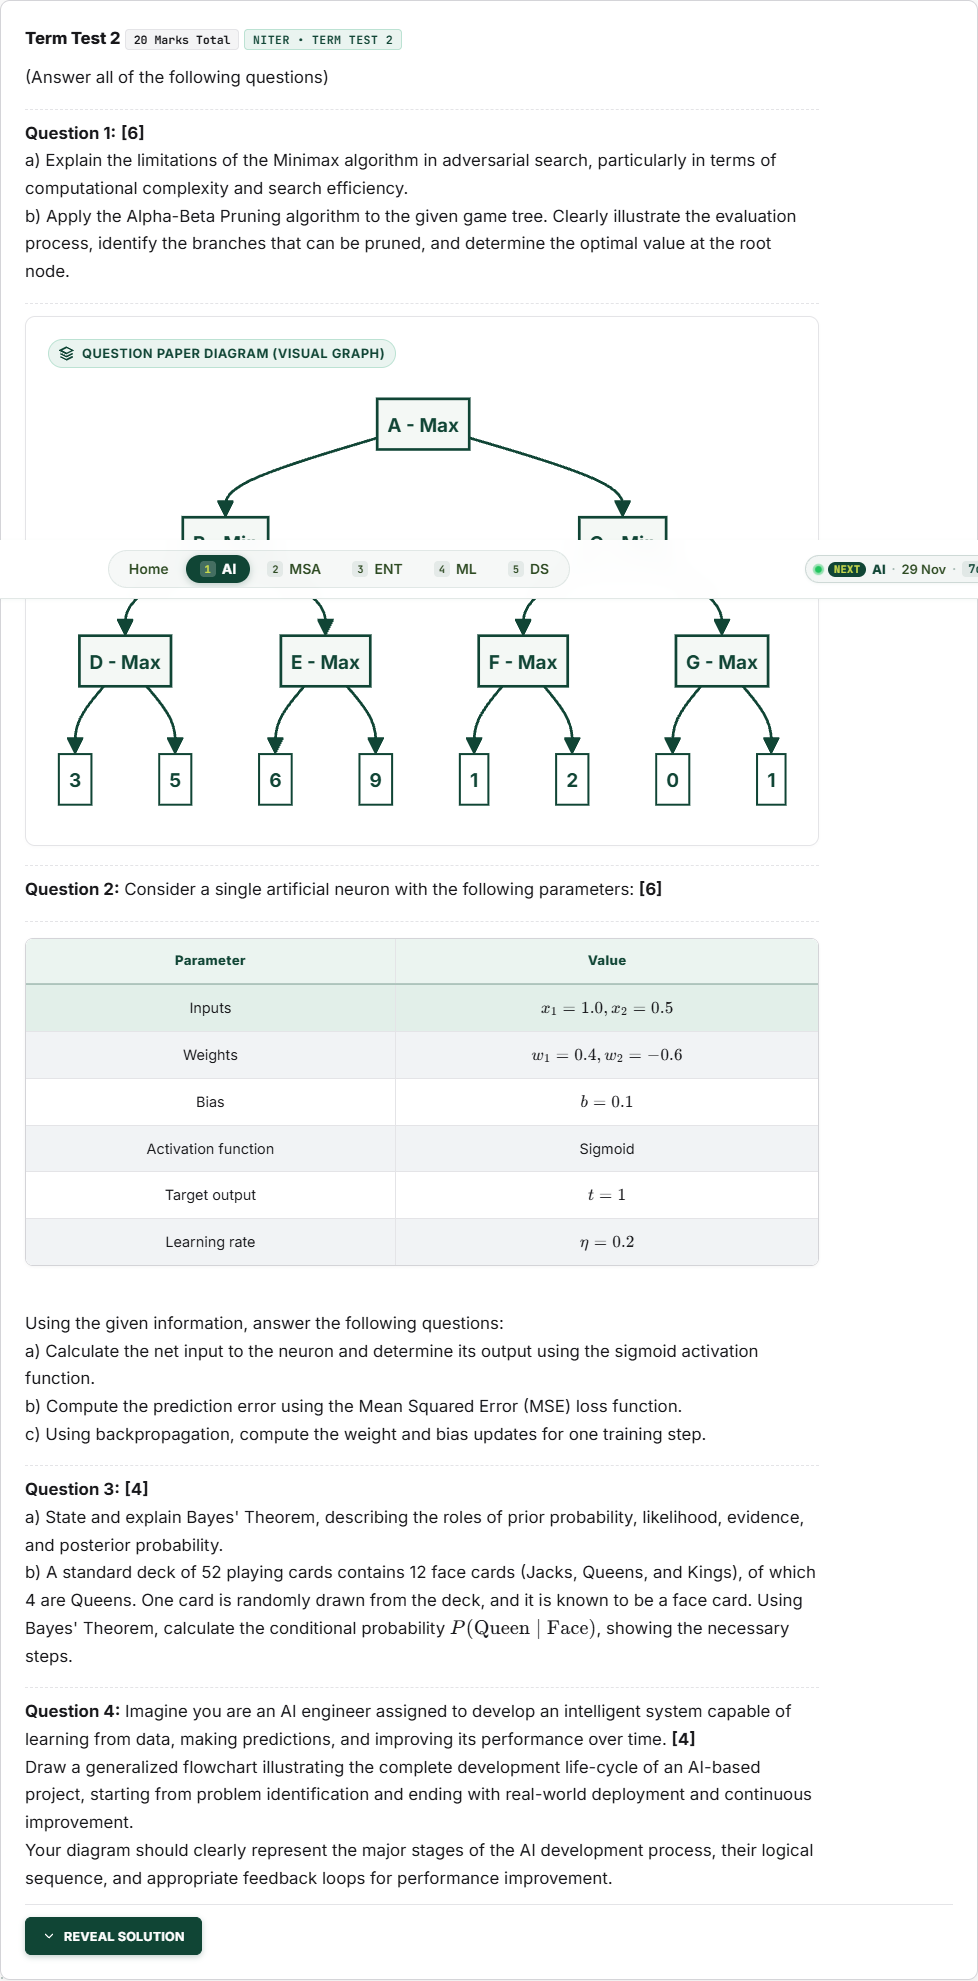 Term Test 2 20 Marks Total NITER • TERM TEST 2
(Answer all of the following questions)
Question 1: [6]
a) Explain the limitations of the Minimax algorithm in adversarial search, particularly in terms of
computational complexity and search efficiency.
b) Apply the Alpha-Beta Pruning algorithm to the given game tree. Clearly illustrate the evaluation
process, identify the branches that can be pruned, and determine the optimal value at the root
node.
QUESTION PAPER DIAGRAM (VISUAL GRAPH)
A - Max
Home 1 AI 2 MSA 3 ENT 4 ML 5 DS NEXT AI · 29 Nov ·
D - Max E - Max F - Max G - Max
3 5 6 9 1 2 0 1
Question 2: Consider a single artificial neuron with the following parameters: [6]
Parameter Value
Inputs x₁ = 1.0, x₂ = 0.5
Weights w₁ = 0.4, w₂ = −0.6
Bias b = 0.1
Activation function Sigmoid
Target output t = 1
Learning rate η = 0.2
Using the given information, answer the following questions:
a) Calculate the net input to the neuron and determine its output using the sigmoid activation
function.
b) Compute the prediction error using the Mean Squared Error (MSE) loss function.
c) Using backpropagation, compute the weight and bias updates for one training step.
Question 3: [4]
a) State and explain Bayes' Theorem, describing the roles of prior probability, likelihood, evidence,
and posterior probability.
b) A standard deck of 52 playing cards contains 12 face cards (Jacks, Queens, and Kings), of which
4 are Queens. One card is randomly drawn from the deck, and it is known to be a face card. Using
Bayes' Theorem, calculate the conditional probability P(Queen | Face), showing the necessary
steps.
Question 4: Imagine you are an AI engineer assigned to develop an intelligent system capable of
learning from data, making predictions, and improving its performance over time. [4]
Draw a generalized flowchart illustrating the complete development life-cycle of an AI-based
project, starting from problem identification and ending with real-world deployment and continuous
improvement.
Your diagram should clearly represent the major stages of the AI development process, their logical
sequence, and appropriate feedback loops for performance improvement.
REVEAL SOLUTION